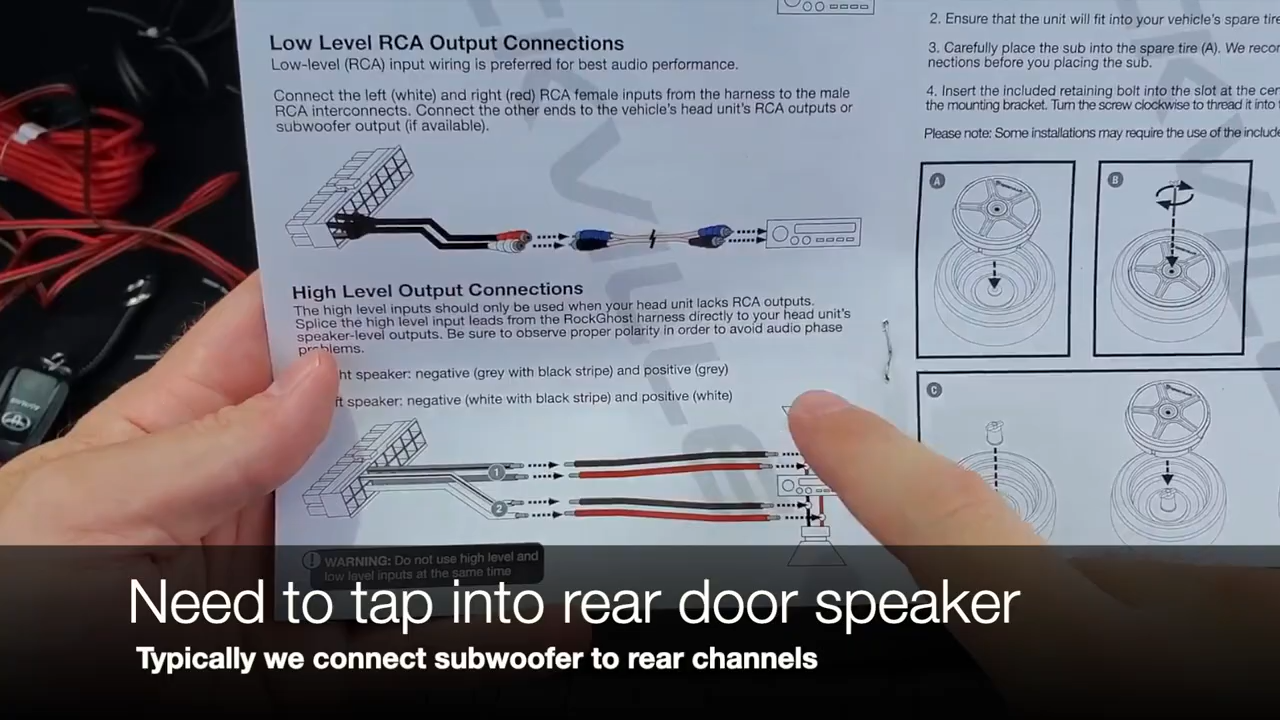 Low Level RCA Output Connections
Low-level (RCA) input wiring is preferred for best audio performance.
Connect the left (white) and right (red) RCA female inputs from the harness to the male
RCA interconnects. Connect the other ends to the vehicle's head unit's RCA outputs or
subwoofer output (if available).
High Level Output Connections
The high level inputs should only be used when your head unit lacks RCA outputs.
Splice the high level input leads from the RockGhost harness directly to your head unit's
speaker-level outputs. Be sure to observe proper polarity in order to avoid audio phase
problems.
ht speaker: negative (grey with black stripe) and positive (grey)
ft speaker: negative (white with black stripe) and positive (white)
1
2
WARNING: Do not use high level and
low level inputs at the same time
2. Ensure that the unit will fit into your vehicle's spare tire
3. Carefully place the sub into the spare tire (A). We recor
nections before you placing the sub.
4. Insert the included retaining bolt into the slot at the cer
the mounting bracket. Turn the screw clockwise to thread it into
Please note: Some installations may require the use of the include
A
B
C
Need to tap into rear door speaker
Typically we connect subwoofer to rear channels